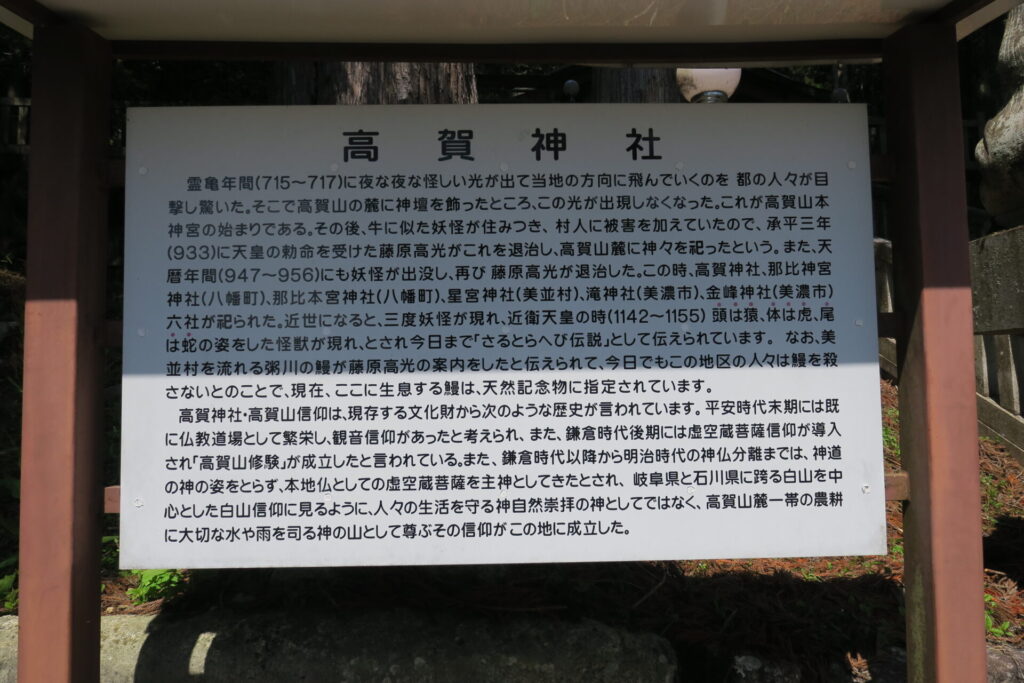 高賀神社
霊亀年間(715～717)に夜な夜な怪しい光が出て当地の方向に飛んでいくのを 都の人々が目
撃し驚いた。そこで高賀山の麓に神壇を飾ったところ、この光が出現しなくなった。これが高賀山本
神宮の始まりである。その後、牛に似た妖怪が住みつき、村人に被害を加えていたので、承平三年
(933)に天皇の勅命を受けた藤原高光がこれを退治し、高賀山麓に神々を祀ったという。また、天
暦年間(947～956)にも妖怪が出没し、再び 藤原高光が退治した。この時、高賀神社、那比神宮
神社(八幡町)、那比本宮神社(八幡町)、星宮神社(美並村)、滝神社(美濃市)、金峰神社(美濃市)
六社が祀られた。近世になると、三度妖怪が現れ、近衛天皇の時(1142～1155) 頭は猿、体は虎、尾
は蛇の姿をした怪獣が現れ、とされ今日まで「さるとらへび伝説」として伝えられています。 なお、美
並村を流れる粥川の鰻が藤原高光の案内をしたと伝えられて、今日でもこの地区の人々は鰻を殺
さないとのことで、現在、ここに生息する鰻は、天然記念物に指定されています。
高賀神社・高賀山信仰は、現存する文化財から次のような歴史が言われています。平安時代末期には既
に仏教道場として繁栄し、観音信仰があったと考えられ、また、鎌倉時代後期には虚空蔵菩薩信仰が導入
され「高賀山修験」が成立したと言われている。また、鎌倉時代以降から明治時代の神仏分離までは、神道
の神の姿をとらず、本地仏としての虚空蔵菩薩を主神としてきたとされ、岐阜県と石川県に跨る白山を中
心とした白山信仰に見るように、人々の生活を守る神自然崇拝の神としてではなく、高賀山麓一帯の農耕
に大切な水や雨を司る神の山として尊ぶその信仰がこの地に成立した。